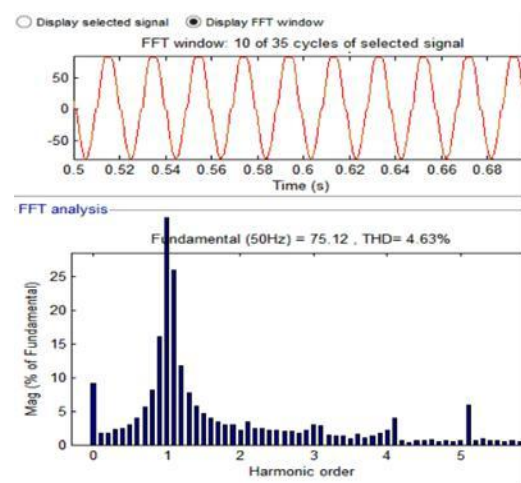 Display selected signal Display FFT window
FFT window: 10 of 35 cycles of selected signal
50
0
-50
0.5 0.52 0.54 0.56 0.58 0.6 0.62 0.64 0.66 0.68
Time (s)
FFT analysis
Fundamental (50Hz) = 75.12 , THD= 4.63%
Mag (% of Fundamental)
25
20
15
10
5
0
0 1 2 3 4 5
Harmonic order